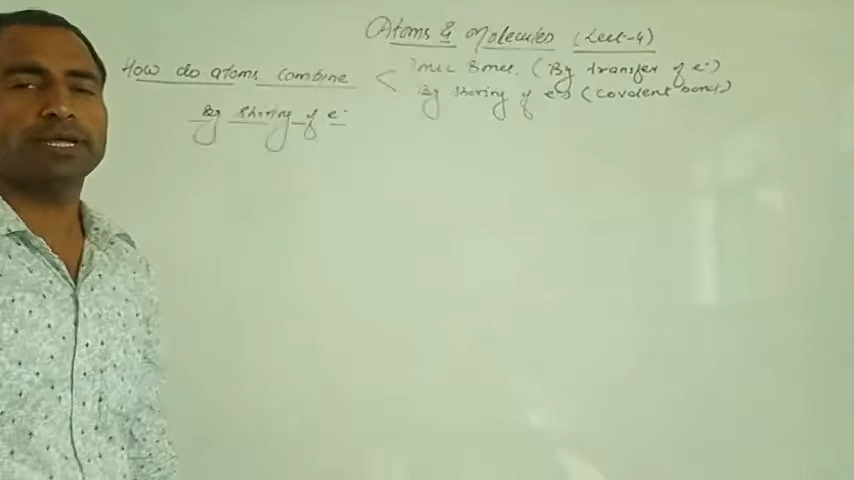 Atoms & Molecules (Lect-4)
How do atoms combine
Ionic Bond. (By transfer of e-)
By sharing of e-s (covalent bond)
By sharing of e-